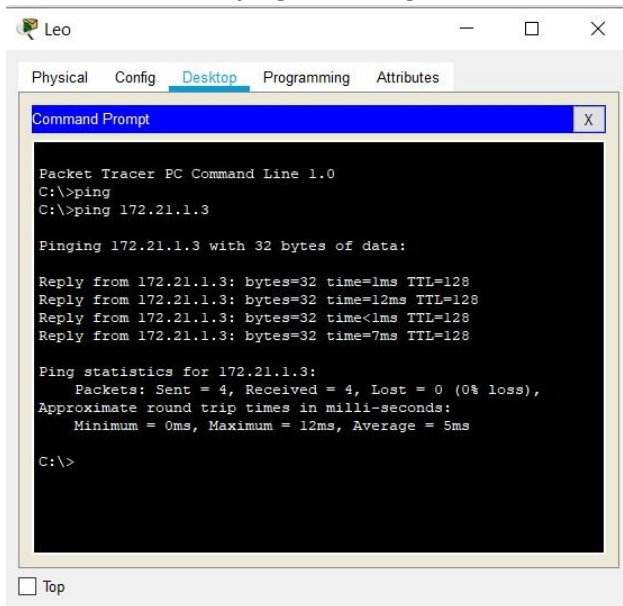 Leo
Physical Config Desktop Programming Attributes
Command Prompt
X
Packet Tracer PC Command Line 1.0
C:\>ping
C:\>ping 172.21.1.3
Pinging 172.21.1.3 with 32 bytes of data:
Reply from 172.21.1.3: bytes=32 time=1ms TTL=128
Reply from 172.21.1.3: bytes=32 time=12ms TTL=128
Reply from 172.21.1.3: bytes=32 time<1ms TTL=128
Reply from 172.21.1.3: bytes=32 time=7ms TTL=128
Ping statistics for 172.21.1.3:
Packets: Sent = 4, Received = 4, Lost = 0 (0% loss),
Approximate round trip times in milli-seconds:
Minimum = 0ms, Maximum = 12ms, Average = 5ms
C:\>
Top